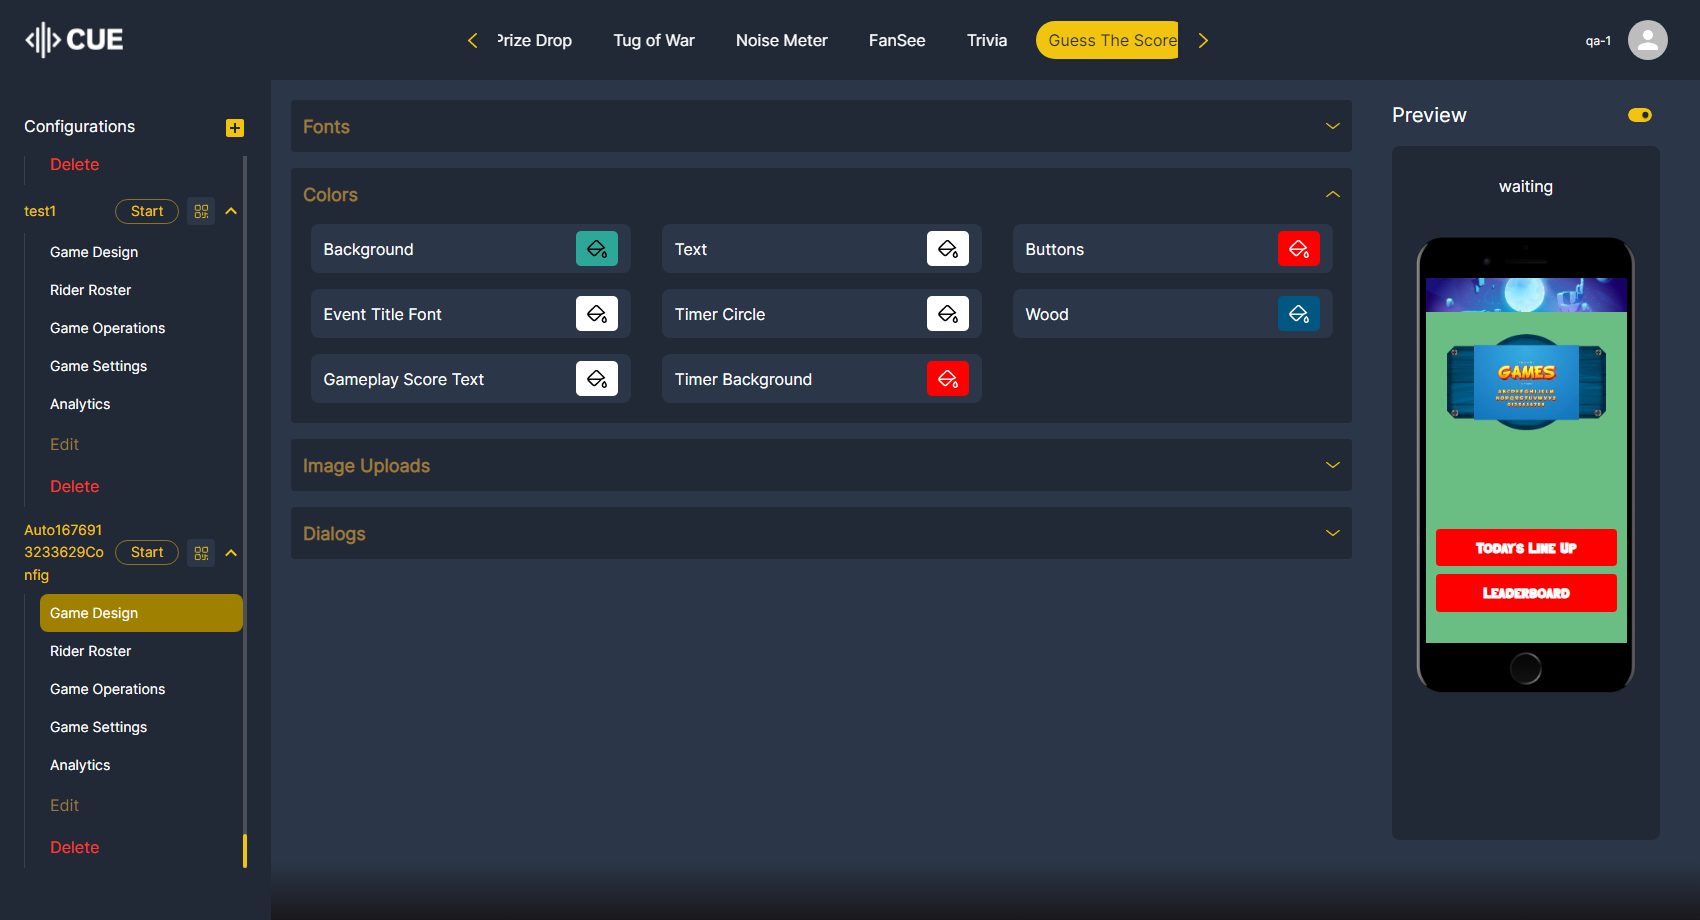 CUE
Prize Drop
Tug of War
Noise Meter
FanSee
Trivia
Guess The Score
qa-1
Configurations
Delete
test1
Start
Game Design
Rider Roster
Game Operations
Game Settings
Analytics
Edit
Delete
Auto167691
3233629Co
nfig
Start
Game Design
Rider Roster
Game Operations
Game Settings
Analytics
Edit
Delete
Fonts
Colors
Background
Text
Buttons
Event Title Font
Timer Circle
Wood
Gameplay Score Text
Timer Background
Image Uploads
Dialogs
Preview
waiting
GAMES
Today's Line Up
Leaderboard